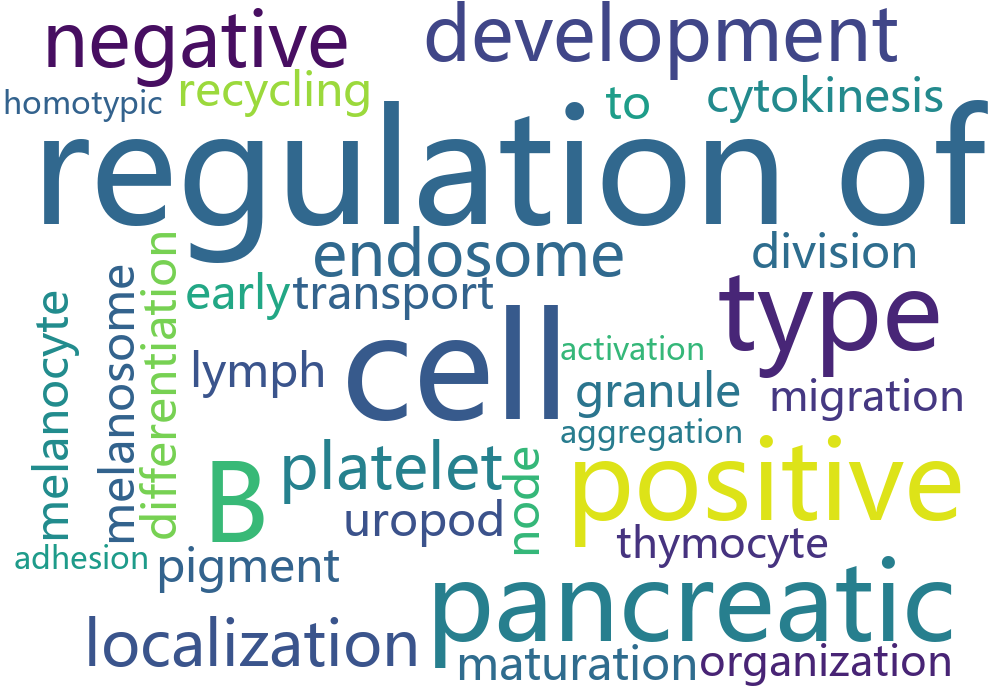 negative
development
recycling
homotypic
to
cytokinesis
regulation of
endosome
division
early
transport
type
melanocyte
melanosome
differentiation
lymph
cell
activation
granule
migration
aggregation
B
platelet
node
positive
uropod
thymocyte
adhesion
pigment
pancreatic
localization
maturation
organization